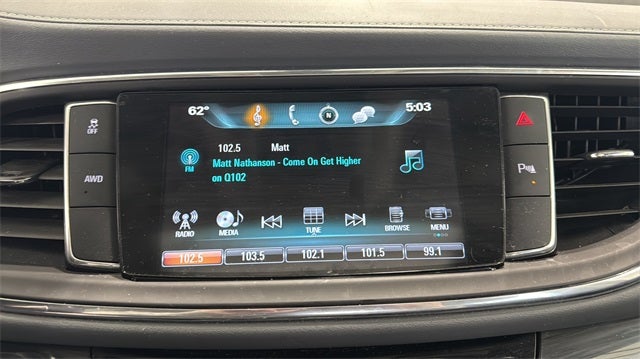 62°
N
5:03
OFF
AWD
102.5 Matt
Matt Nathanson - Come On Get Higher
on Q102
FM
RADIO MEDIA TUNE BROWSE MENU
102.5 103.5 102.1 101.5 99.1